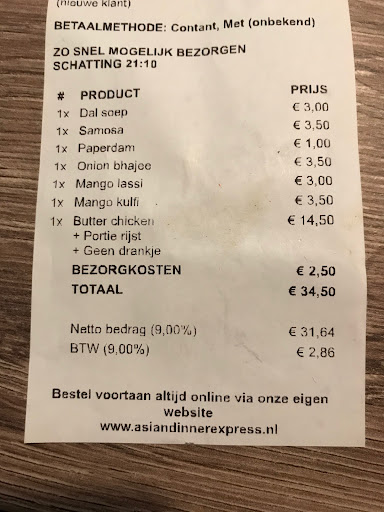 (nieuwe klant)
BETAALMETHODE: Contant, Met (onbekend)
ZO SNEL MOGELIJK BEZORGEN
SCHATTING 21:10
# PRODUCT PRIJS
1x Dal soep € 3,00
1x Samosa € 3,50
1x Paperdam € 1,00
1x Onion bhajee € 3,50
1x Mango lassi € 3,00
1x Mango kulfi € 3,50
1x Butter chicken € 14,50
+ Portie rijst
+ Geen drankje
BEZORGKOSTEN € 2,50
TOTAAL € 34,50
Netto bedrag (9,00%) € 31,64
BTW (9,00%) € 2,86
Bestel voortaan altijd online via onze eigen
website
www.asiandinnerexpress.nl